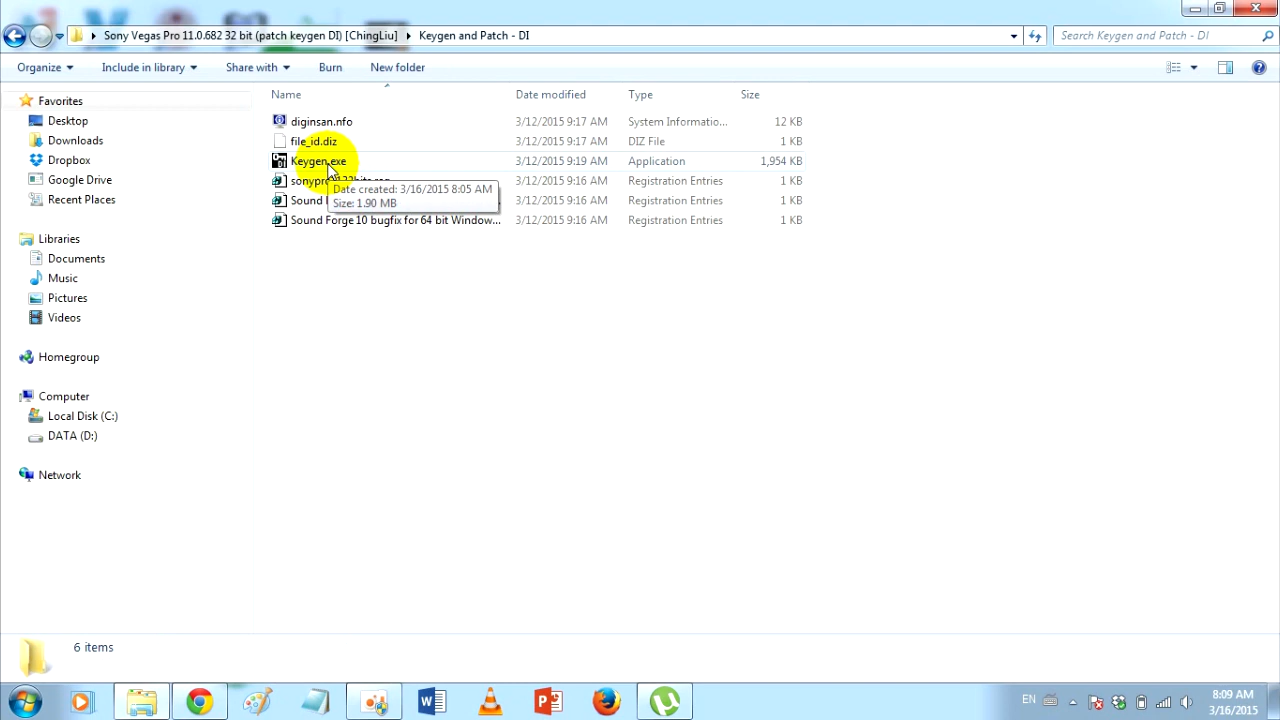 Sony Vegas Pro 11.0.682 32 bit (patch keygen DI) [ChingLiu] Keygen and Patch - DI Search Keygen and Patch - DI
Organize Include in library Share with Burn New folder
Name Date modified Type Size
Favorites
Desktop
Downloads
Dropbox
Google Drive
Recent Places
Libraries
Documents
Music
Pictures
Videos
Homegroup
Computer
Local Disk (C:)
DATA (D:)
Network
diginsan.nfo 3/12/2015 9:17 AM System Informatio... 12 KB
file_id.diz 3/12/2015 9:17 AM DIZ File 1 KB
Keygen.exe 3/12/2015 9:19 AM Application 1,954 KB
3/12/2015 9:16 AM Registration Entries 1 KB
Date created: 3/16/2015 8:05 AM
Size: 1.90 MB
Sound 3/12/2015 9:16 AM Registration Entries 1 KB
Sound Forge 10 bugfix for 64 bit Window... 3/12/2015 9:16 AM Registration Entries 1 KB
6 items
EN
8:09 AM
3/16/2015